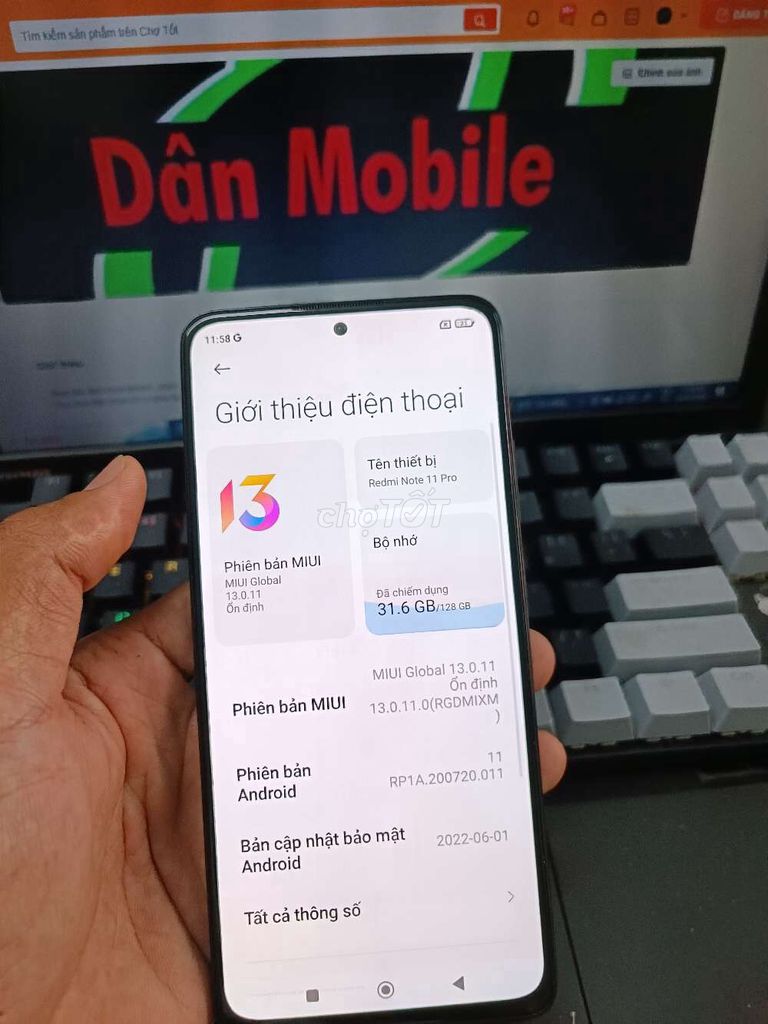 Tìm kiếm sản phẩm trên Chợ Tốt
ĐĂNG T
Dân Mobile
11:58 G
Giới thiệu điện thoại
13
Phiên bản MIUI
MIUI Global
13.0.11
Ổn định
Tên thiết bị
Redmi Note 11 Pro
chợTỐT
Bộ nhớ
Đã chiếm dụng
31.6 GB/128 GB
Phiên bản MIUI
MIUI Global 13.0.11
Ổn định
13.0.11.0(RGDMIXM
)
Phiên bản
Android
11
RP1A.200720.011
Bản cập nhật bảo mật
Android
2022-06-01
Tất cả thông số